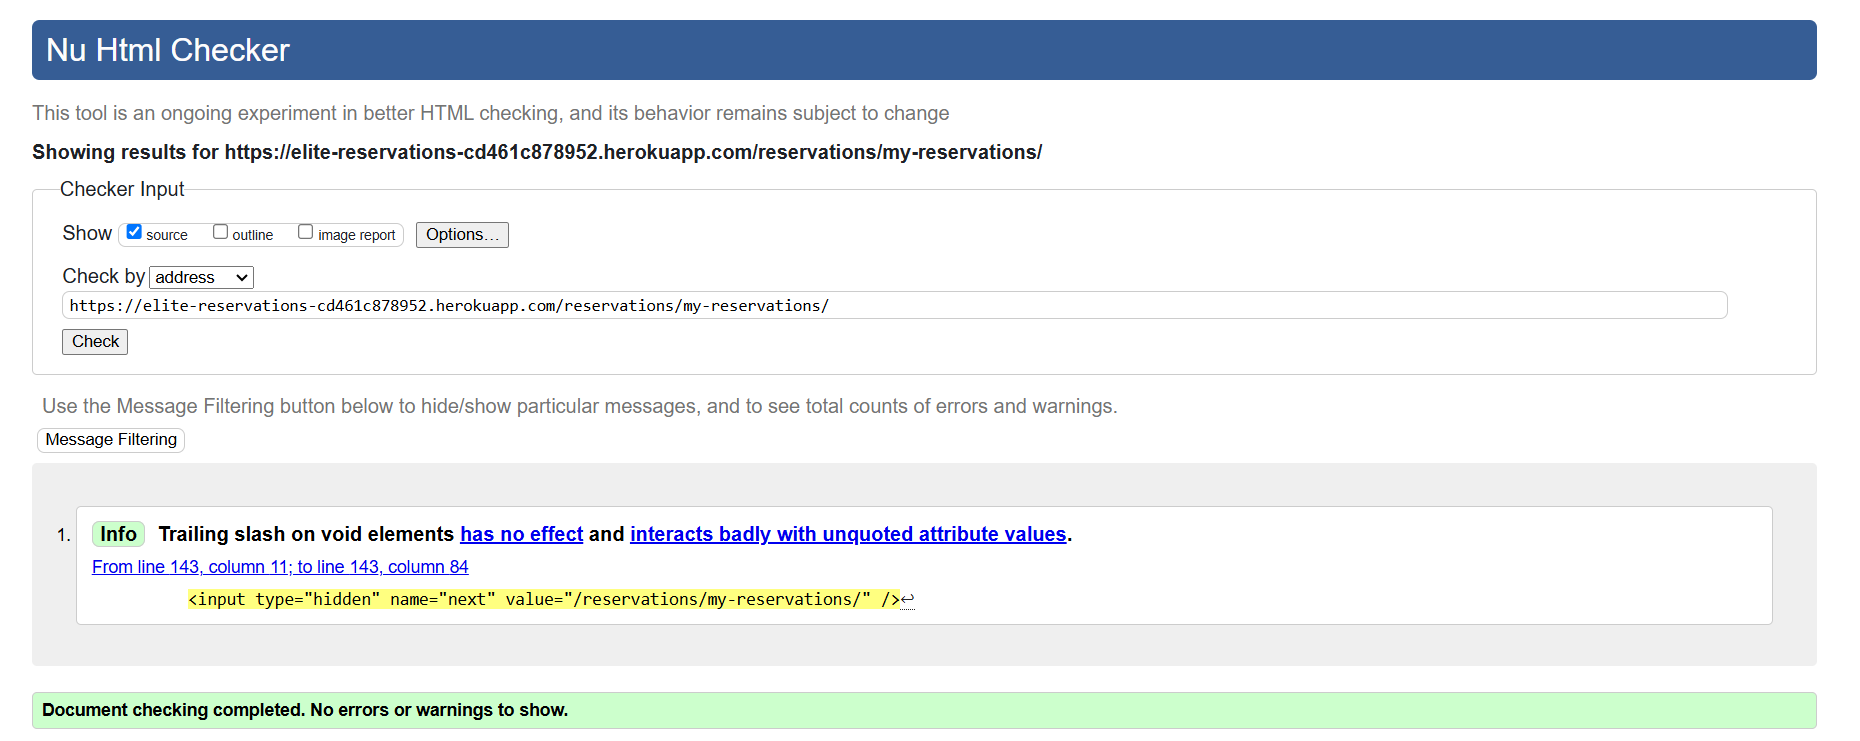 Nu Html Checker
This tool is an ongoing experiment in better HTML checking, and its behavior remains subject to change
Showing results for https://elite-reservations-cd461c878952.herokuapp.com/reservations/my-reservations/
Checker Input
Show source outline image report Options…
Check by address
https://elite-reservations-cd461c878952.herokuapp.com/reservations/my-reservations/
Check
Use the Message Filtering button below to hide/show particular messages, and to see total counts of errors and warnings.
Message Filtering
1. Info Trailing slash on void elements has no effect and interacts badly with unquoted attribute values.
From line 143, column 11; to line 143, column 84
<input type="hidden" name="next" value="/reservations/my-reservations/" />↩
Document checking completed. No errors or warnings to show.